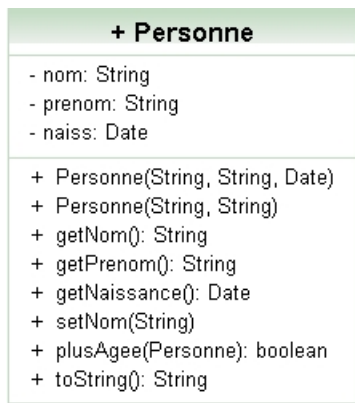 + Personne
- nom: String
- prenom: String
- naiss: Date
+ Personne(String, String, Date)
+ Personne(String, String)
+ getNom(): String
+ getPrenom(): String
+ getNaissance(): Date
+ setNom(String)
+ plusAgee(Personne): boolean
+ toString(): String